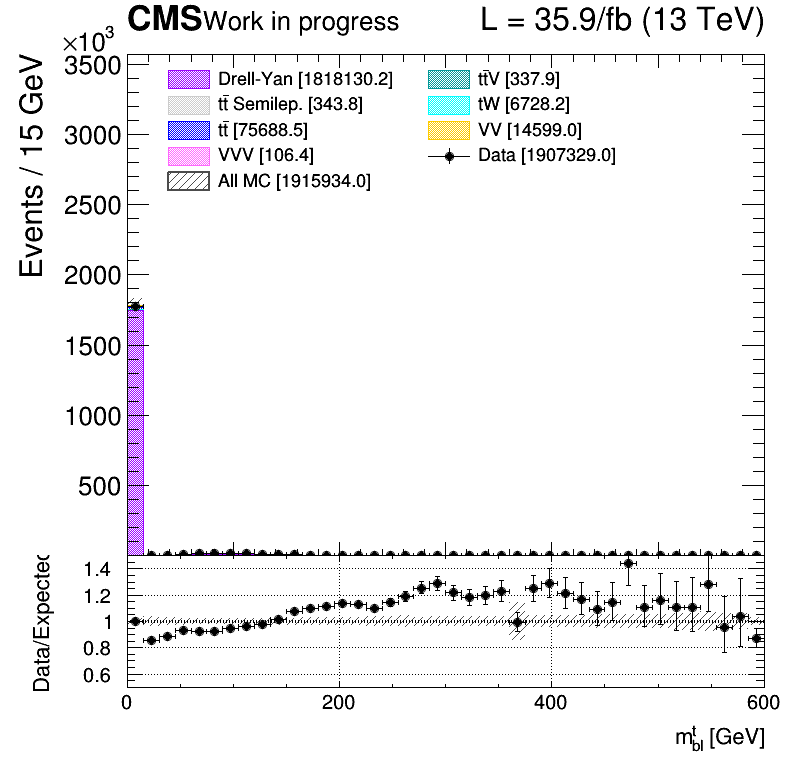 CMS Work in progress L = 35.9/fb (13 TeV)
×10³
Events / 15 GeV
3500
3000
2500
2000
1500
1000
500
Drell-Yan [1818130.2]
tt̄ Semilep. [343.8]
tt̄ [75688.5]
VVV [106.4]
All MC [1915934.0]
tt̄V [337.9]
tW [6728.2]
VV [14599.0]
Data [1907329.0]
Data/Expected
1.4
1.2
1
0.8
0.6
0 200 400 600
m^t_bl [GeV]